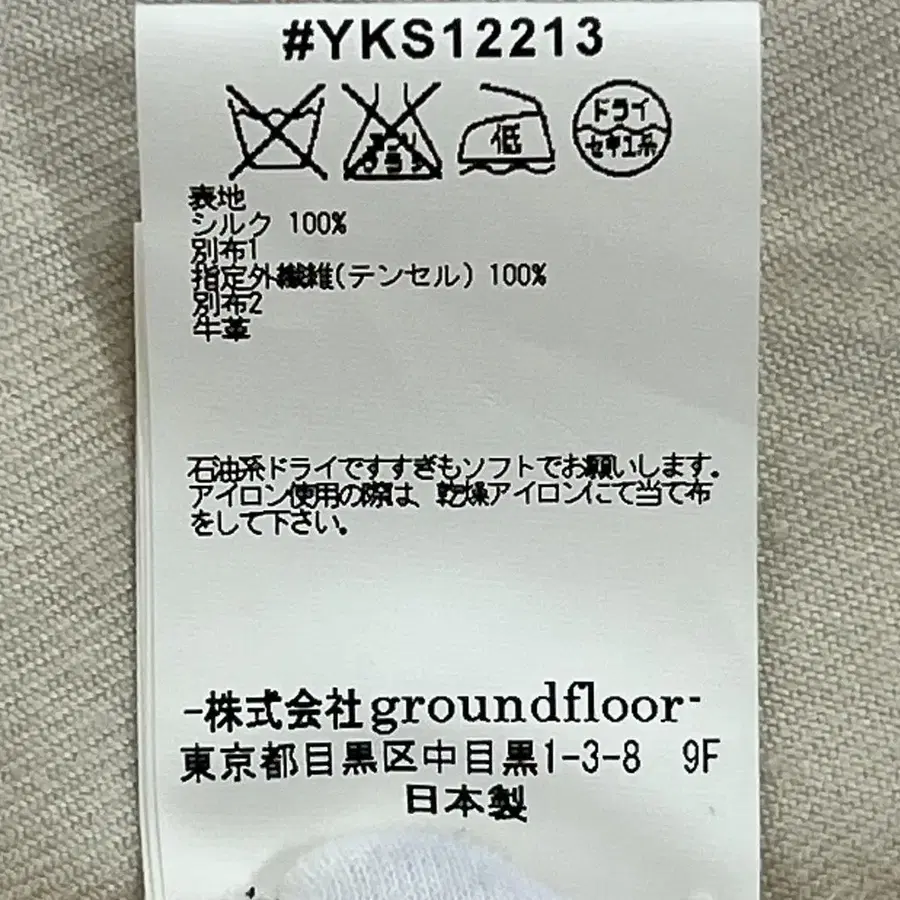 #YKS12213
低
ドライ
セキユ系
表地
シルク 100%
別布1
指定外繊維(テンセル) 100%
別布2
牛革
石油系ドライですすぎもソフトでお願いします。
アイロン使用の際は、乾燥アイロンにて当て布
をして下さい。
-株式会社groundfloor-
東京都目黒区中目黒1-3-8 9F
日本製